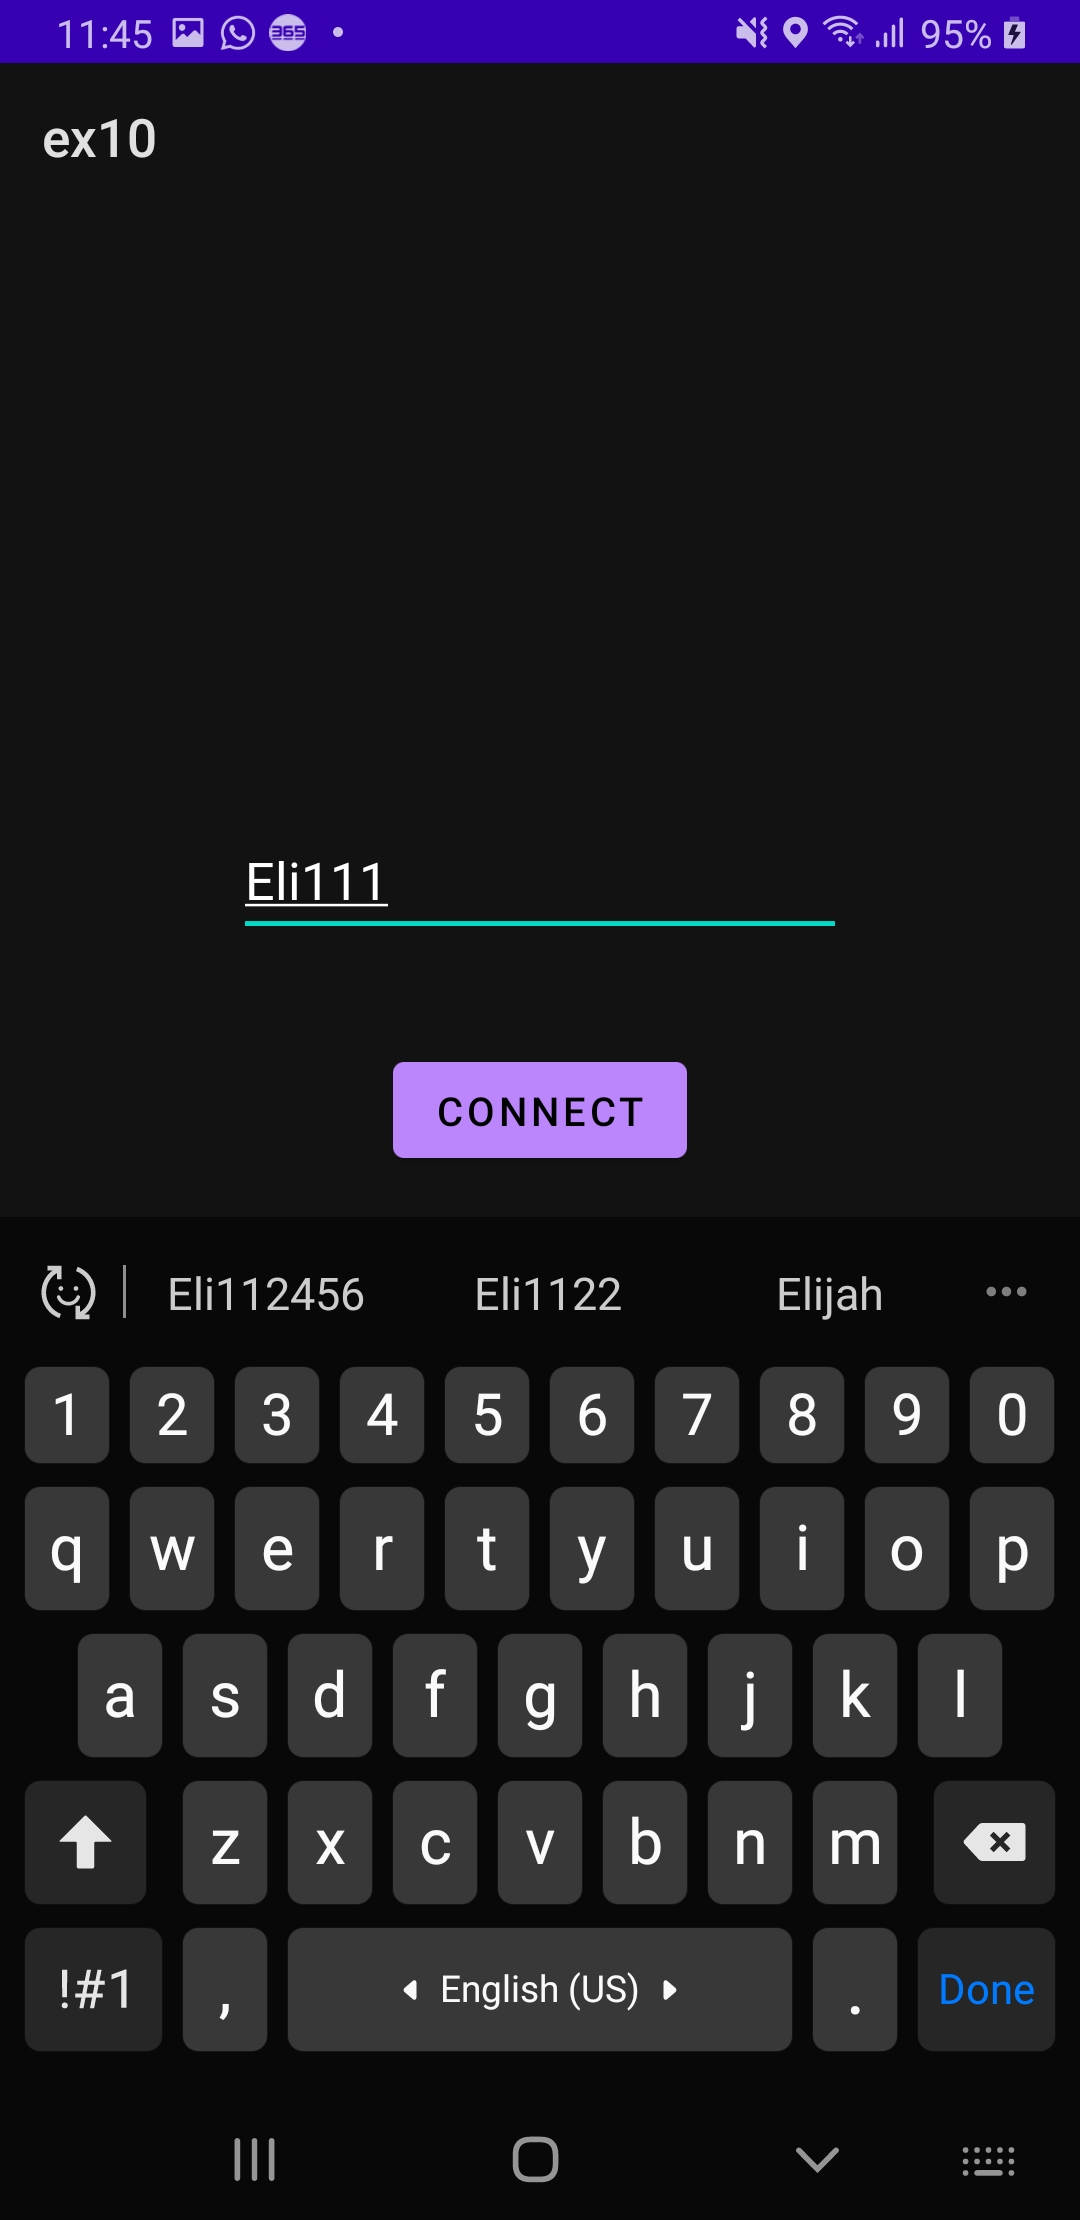 11:45 365 95%
ex10
Eli111
CONNECT
Eli112456 Eli1122 Elijah
1 2 3 4 5 6 7 8 9 0
q w e r t y u i o p
a s d f g h j k l
z x c v b n m
!#1 , English (US) . Done